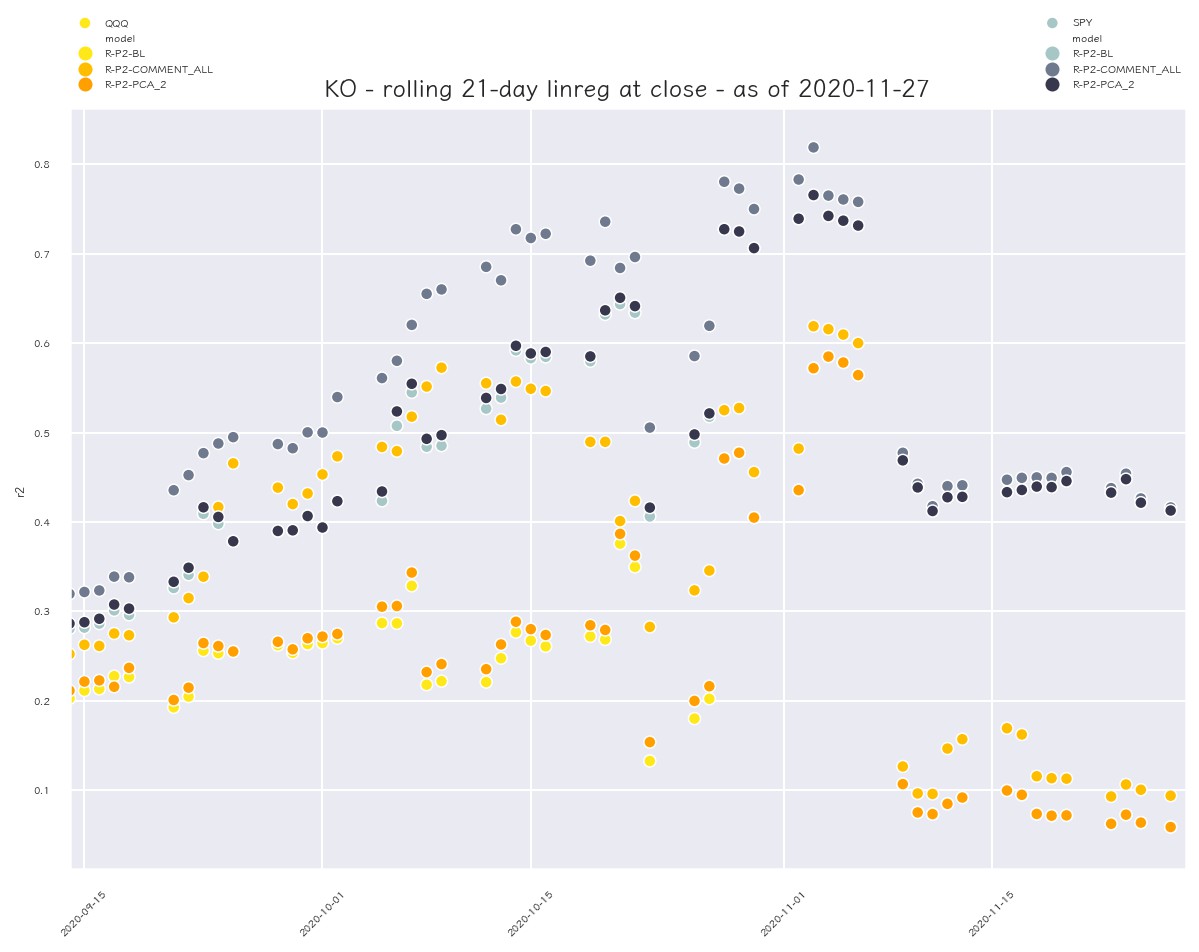 QQQ
model
R-P2-BL
R-P2-COMMENT_ALL
R-P2-PCA_2
SPY
model
R-P2-BL
R-P2-COMMENT_ALL
R-P2-PCA_2
KO - rolling 21-day linreg at close - as of 2020-11-27
0.8
0.7
0.6
0.5
0.4
0.3
0.2
0.1
r2
2020-09-15
2020-10-01
2020-10-15
2020-11-01
2020-11-15